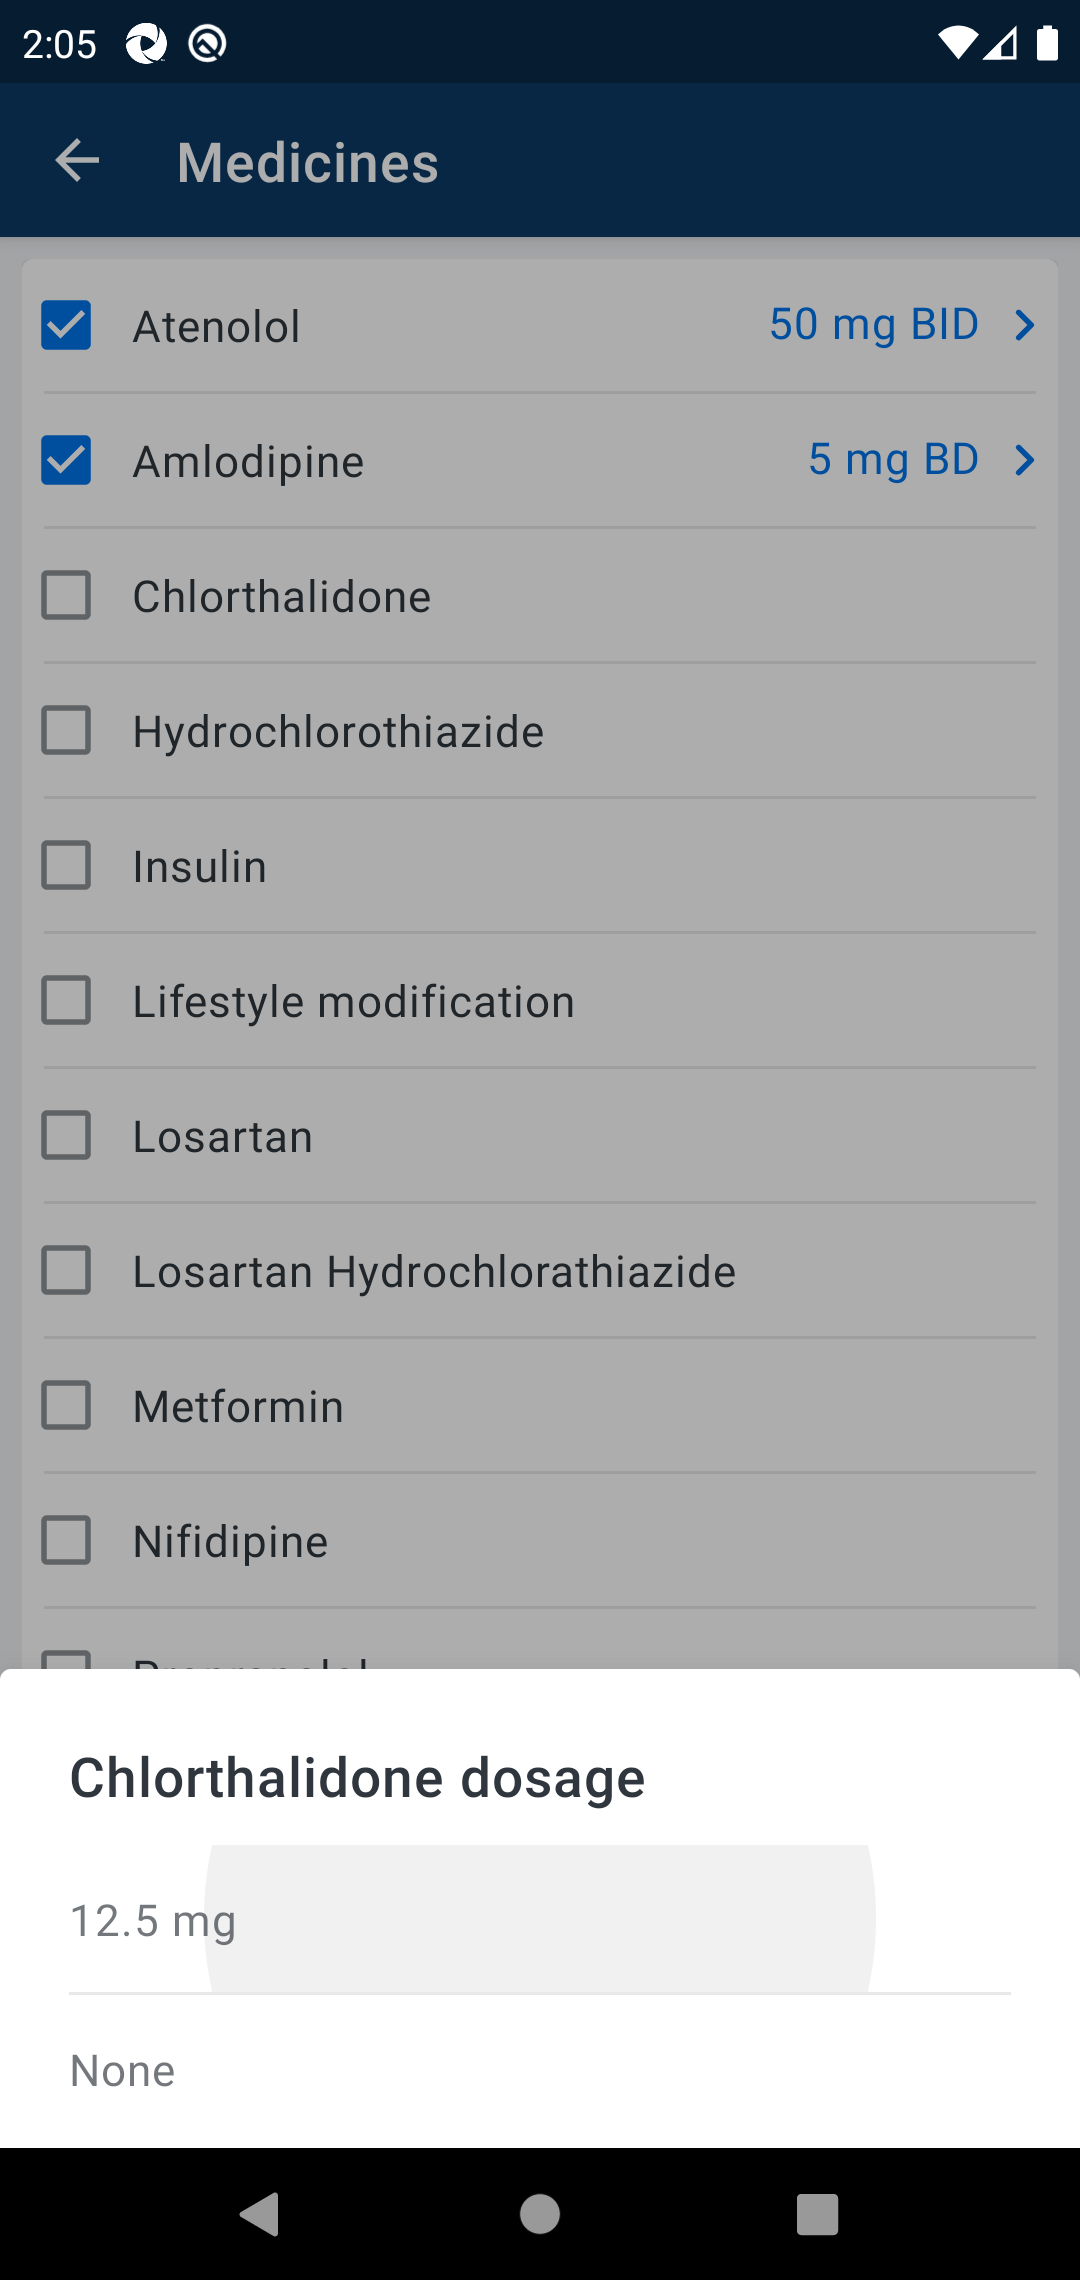 2:05
Medicines
Atenolol 50 mg BID
Amlodipine 5 mg BD
Chlorthalidone
Hydrochlorothiazide
Insulin
Lifestyle modification
Losartan
Losartan Hydrochlorathiazide
Metformin
Nifidipine
Chlorthalidone dosage
12.5 mg
None